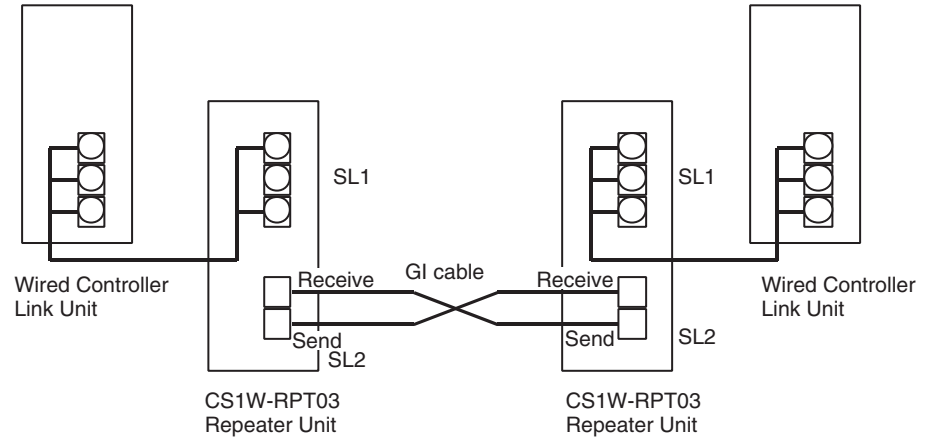 SL1
SL1
Wired Controller
Link Unit
Receive
GI cable
Receive
Wired Controller
Link Unit
Send
SL2
Send
SL2
CS1W-RPT03
Repeater Unit
CS1W-RPT03
Repeater Unit